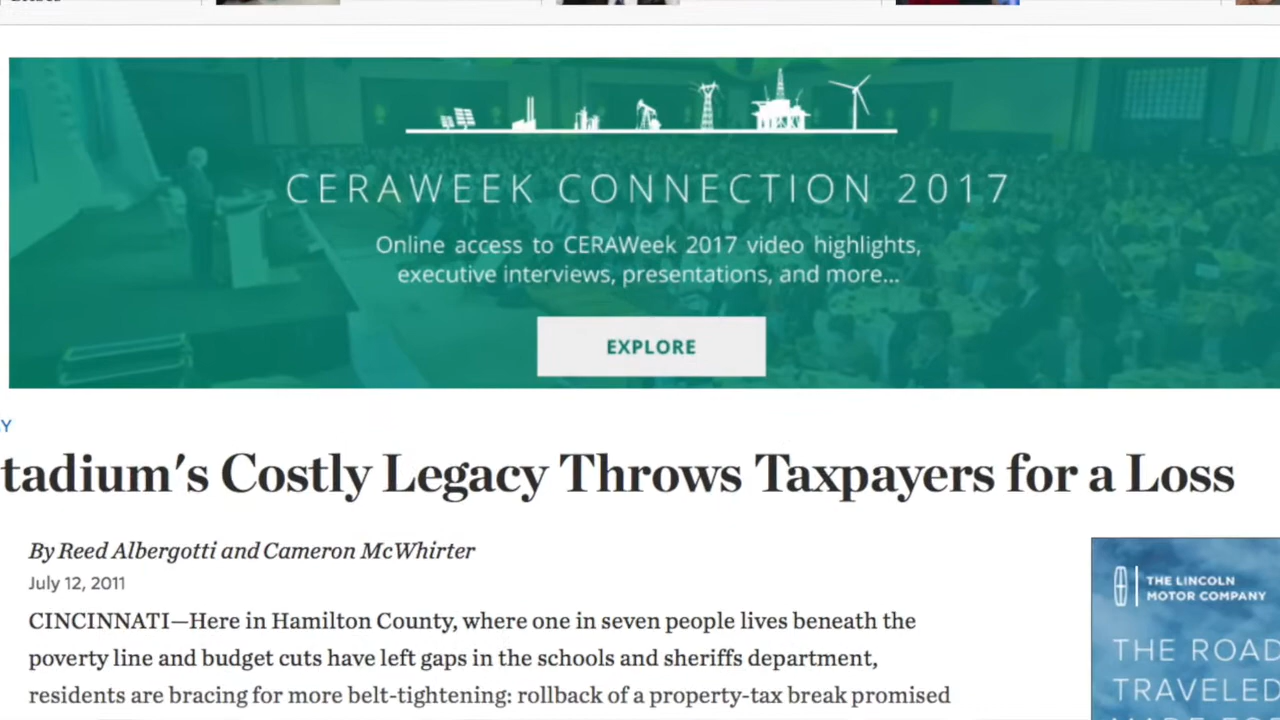 CERAWEEK CONNECTION 2017
Online access to CERAWeek 2017 video highlights,
executive interviews, presentations, and more...
EXPLORE
tadium's Costly Legacy Throws Taxpayers for a Loss
By Reed Albergotti and Cameron McWhirter
July 12, 2011
CINCINNATI—Here in Hamilton County, where one in seven people lives beneath the
poverty line and budget cuts have left gaps in the schools and sheriffs department,
residents are bracing for more belt-tightening: rollback of a property-tax break promised
THE LINCOLN
MOTOR COMPANY
THE ROAD
TRAVELED